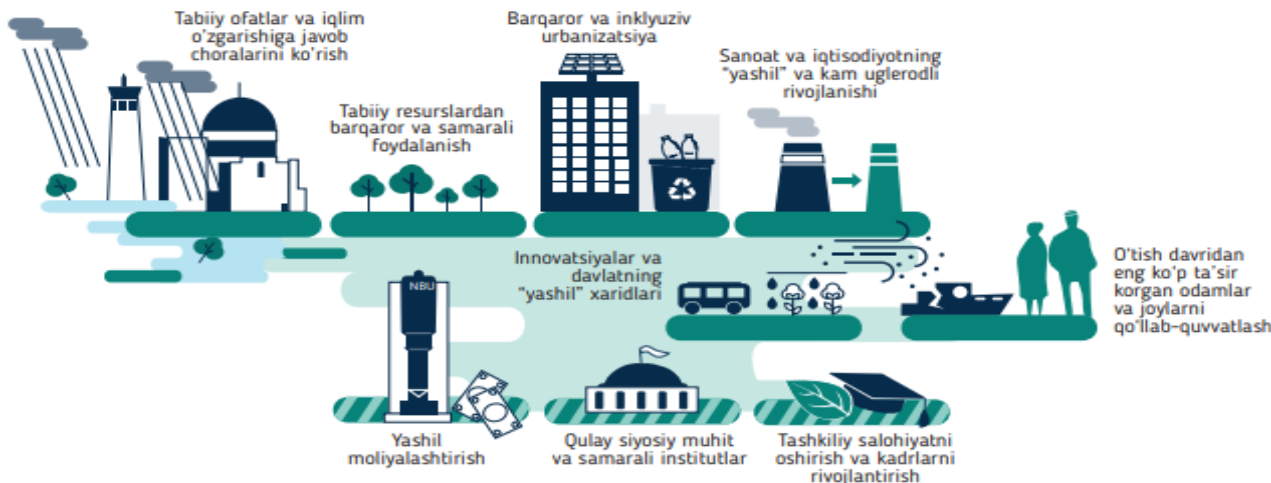 Tabiiy ofatlar va iqlim
o'zgarishiga javob
choralarini ko'rish
Tabiiy resurslardan
barqaror va samarali
foydalanish
Barqaror va inklyuziv
urbanizatsiya
Sanoat va iqtisodiyotning
"yashil" va kam uglerodli
rivojlanishi
Innovatsiyalar va
davlatning
"yashil" xaridlari
O'tish davridan
eng ko'p ta'sir
korgan odamlar
va joylarni
qo'llab-quvvatlash
NBU
Yashil
moliyalashtirish
Qulay siyosiy muhit
va samarali institutlar
Tashkiliy salohiyatni
oshirish va kadrlarni
rivojlantirish